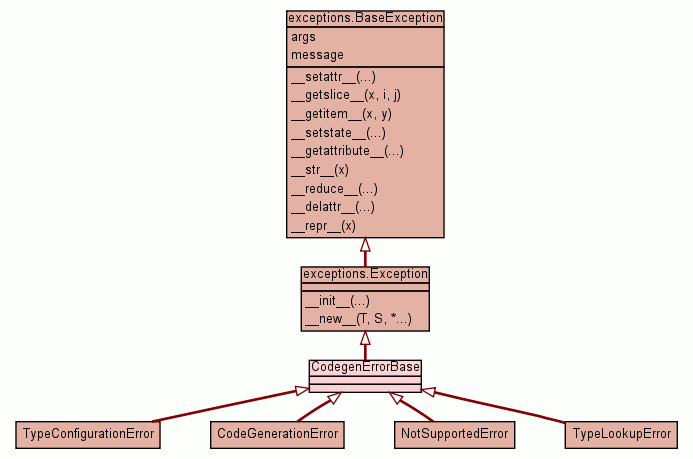 exceptions.BaseException
args
message
__setattr__(...)
__getslice__(x, i, j)
__getitem__(x, y)
__setstate__(...)
__getattribute__(...)
__str__(x)
__reduce__(...)
__delattr__(...)
__repr__(x)
exceptions.Exception
__init__(...)
__new__(T, S, *...)
CodegenErrorBase
TypeConfigurationError
CodeGenerationError
NotSupportedError
TypeLookupError